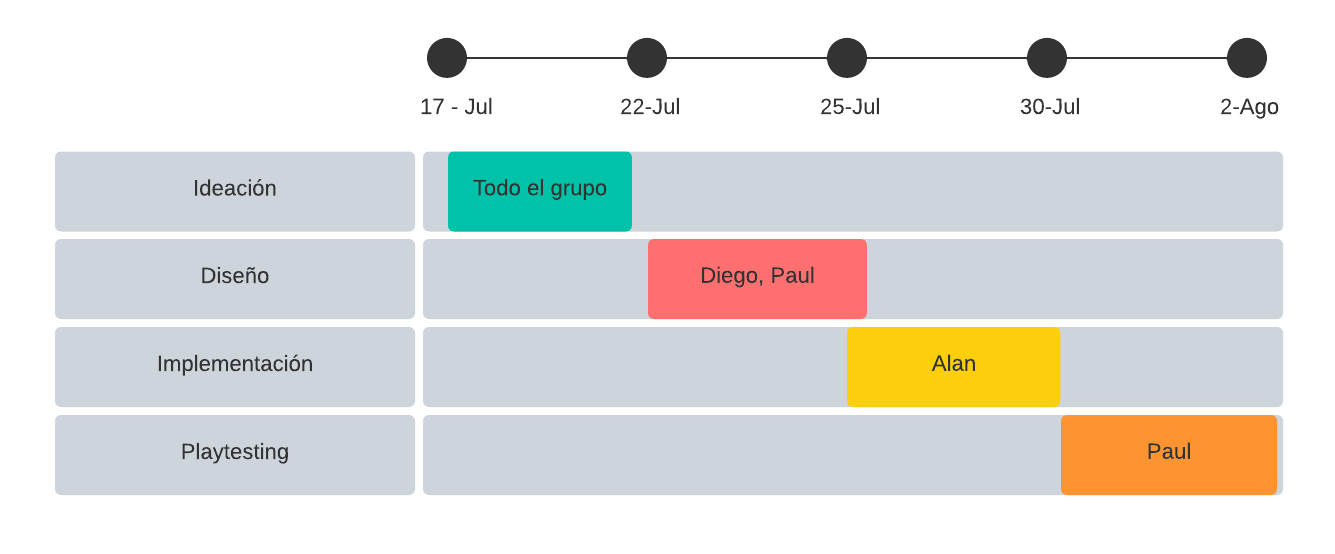 17 - Jul
22-Jul
25-Jul
30-Jul
2-Ago
Ideación
Todo el grupo
Diseño
Diego, Paul
Implementación
Alan
Playtesting
Paul